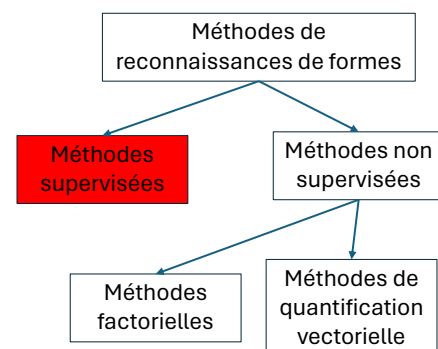 Méthodes de
reconnaissances de formes
Méthodes
supervisées
Méthodes non
supervisées
Méthodes
factorielles
Méthodes de
quantification
vectorielle